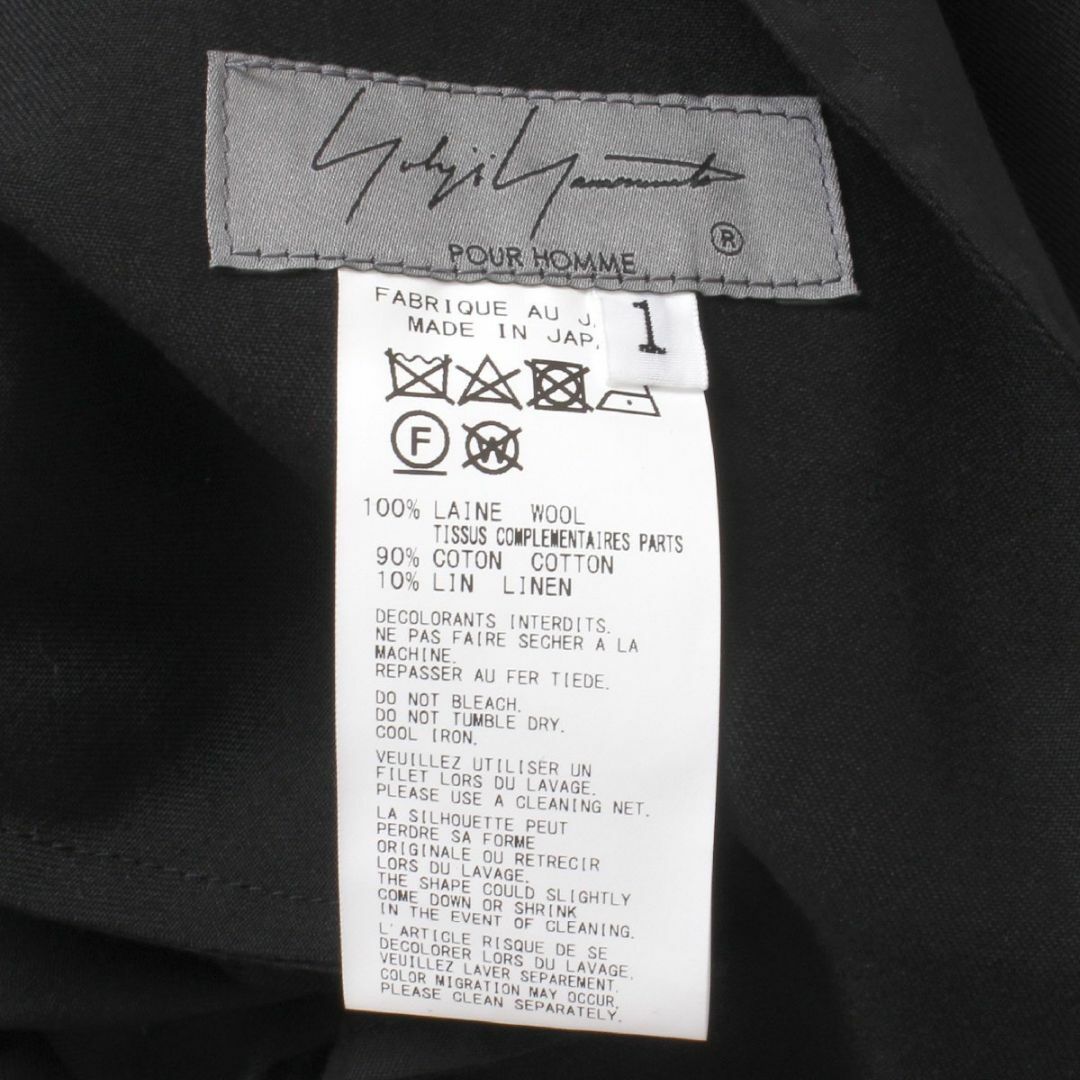 Yohji Yamamoto
®
POUR HOMME
FABRIQUE AU
MADE IN
1
F
W
100% LAINE WOOL
TISSUS COMPLEMENTAIRES PARTS
90% COTON COTTON
10% LIN LINEN
DECOLORANTS INTERDITS.
NE PAS FAIRE SECHER A LA
MACHINE.
REPASSER AU FER TIEDE.
DO NOT BLEACH.
DO NOT TUMBLE DRY.
COOL IRON.
VEUILLEZ UTILISER UN
FILET LORS DU LAVAGE.
PLEASE USE A CLEANING NET.
LA SILHOUETTE PEUT
PERDRE SA FORME
ORIGINALE OU RETRECIR
LORS DU LAVAGE.
THE SHAPE COULD SLIGHTLY
COME DOWN OR SHRINK
IN THE EVENT OF CLEANING.
L'ARTICLE RISQUE DE SE
DECOLORER LORS DU LAVAGE.
VEUILLEZ LAVER SEPAREMENT.
COLOR MIGRATION MAY OCCUR.
PLEASE CLEAN SEPARATELY.